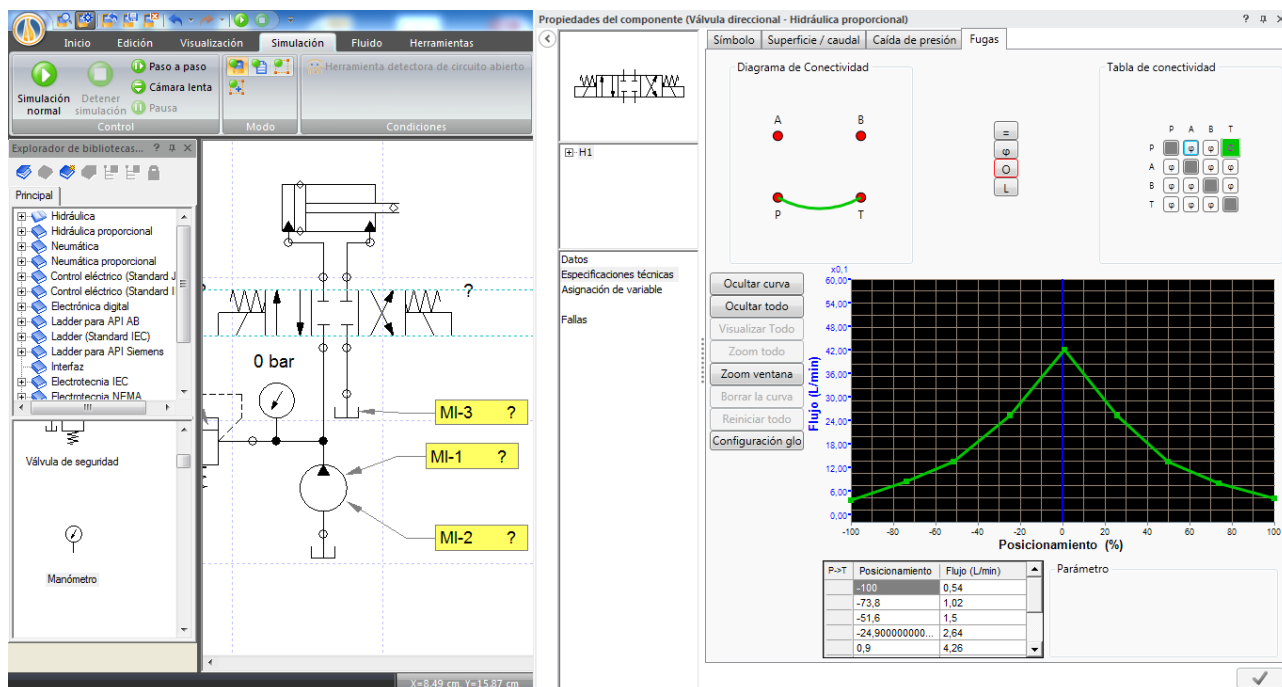 Inicio Edición Visualización Simulación Fluido Herramientas
Simulación normal
Detener simulación
Paso a paso
Cámara lenta
Pausa
Control
Modo
Herramienta detectora de circuito abierto
Condiciones
Explorador de bibliotecas... ?
Principal
Hidráulica
Hidráulica proporcional
Neumática
Neumática proporcional
Control eléctrico (Standard J
Control eléctrico (Standard I
Electrónica digital
Ladder para API AB
Ladder (Standard IEC)
Ladder para API Siemens
Interfaz
Electrotecnia IEC
Electrotecnia NEMA
Válvula de seguridad
Manómetro
?
?
0 bar
MI-3 ?
MI-1 ?
MI-2 ?
X=8.49 cm, Y=15.87 cm
Propiedades del componente (Válvula direccional - Hidráulica proporcional) ?
H1
Datos
Especificaciones técnicas
Asignación de variable
Fallas
Símbolo Superficie / caudal Caída de presión Fugas
Diagrama de Conectividad
A B
P T
=
φ
O
L
Tabla de conectividad
P A B T
P φ φ
A φ φ φ
B φ φ φ
T φ φ φ
Ocultar curva
Ocultar todo
Visualizar Todo
Zoom todo
Zoom ventana
Borrar la curva
Reiniciar todo
Configuración glo
x0,1
60,00
54,00
48,00
42,00
36,00
30,00
24,00
18,00
12,00
6,00
0,00
Flujo (L/min)
-100 -80 -60 -40 -20 0 20 40 60 80 100
Posicionamiento (%)
P->T Posicionamiento Flujo (L/min)
-100 0,54
-73,8 1,02
-51,6 1,5
-24,900000000... 2,64
0,9 4,26
Parámetro